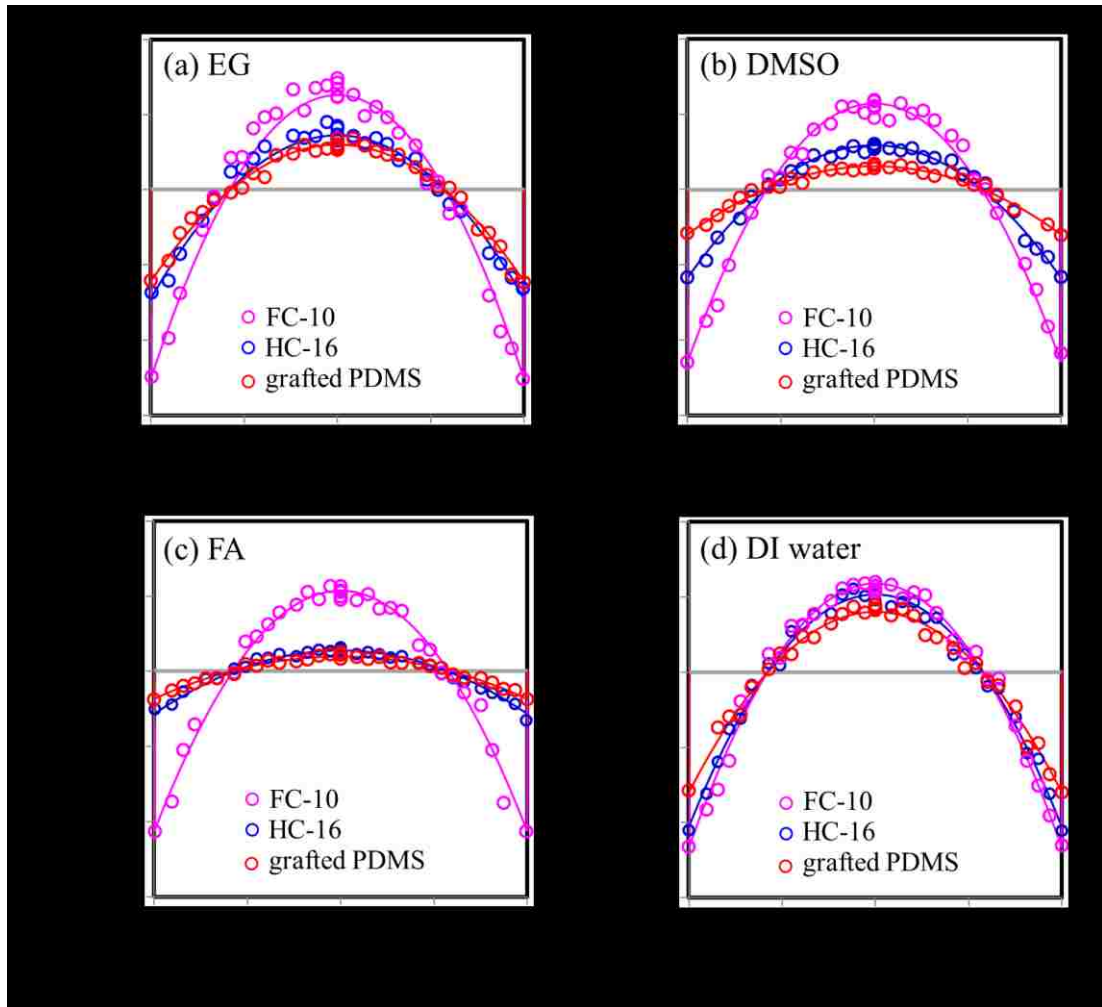 (a) EG
FC-10
HC-16
grafted PDMS
(b) DMSO
FC-10
HC-16
grafted PDMS
(c) FA
FC-10
HC-16
grafted PDMS
(d) DI water
FC-10
HC-16
grafted PDMS